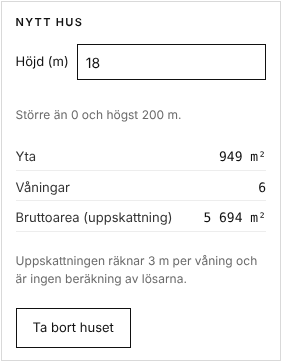 NYTT HUS
Höjd (m) 18
Större än 0 och högst 200 m.
Yta 949 m²
Våningar 6
Bruttoarea (uppskattning) 5 694 m²
Uppskattningen räknar 3 m per våning och
är ingen beräkning av lösarna.
Ta bort huset